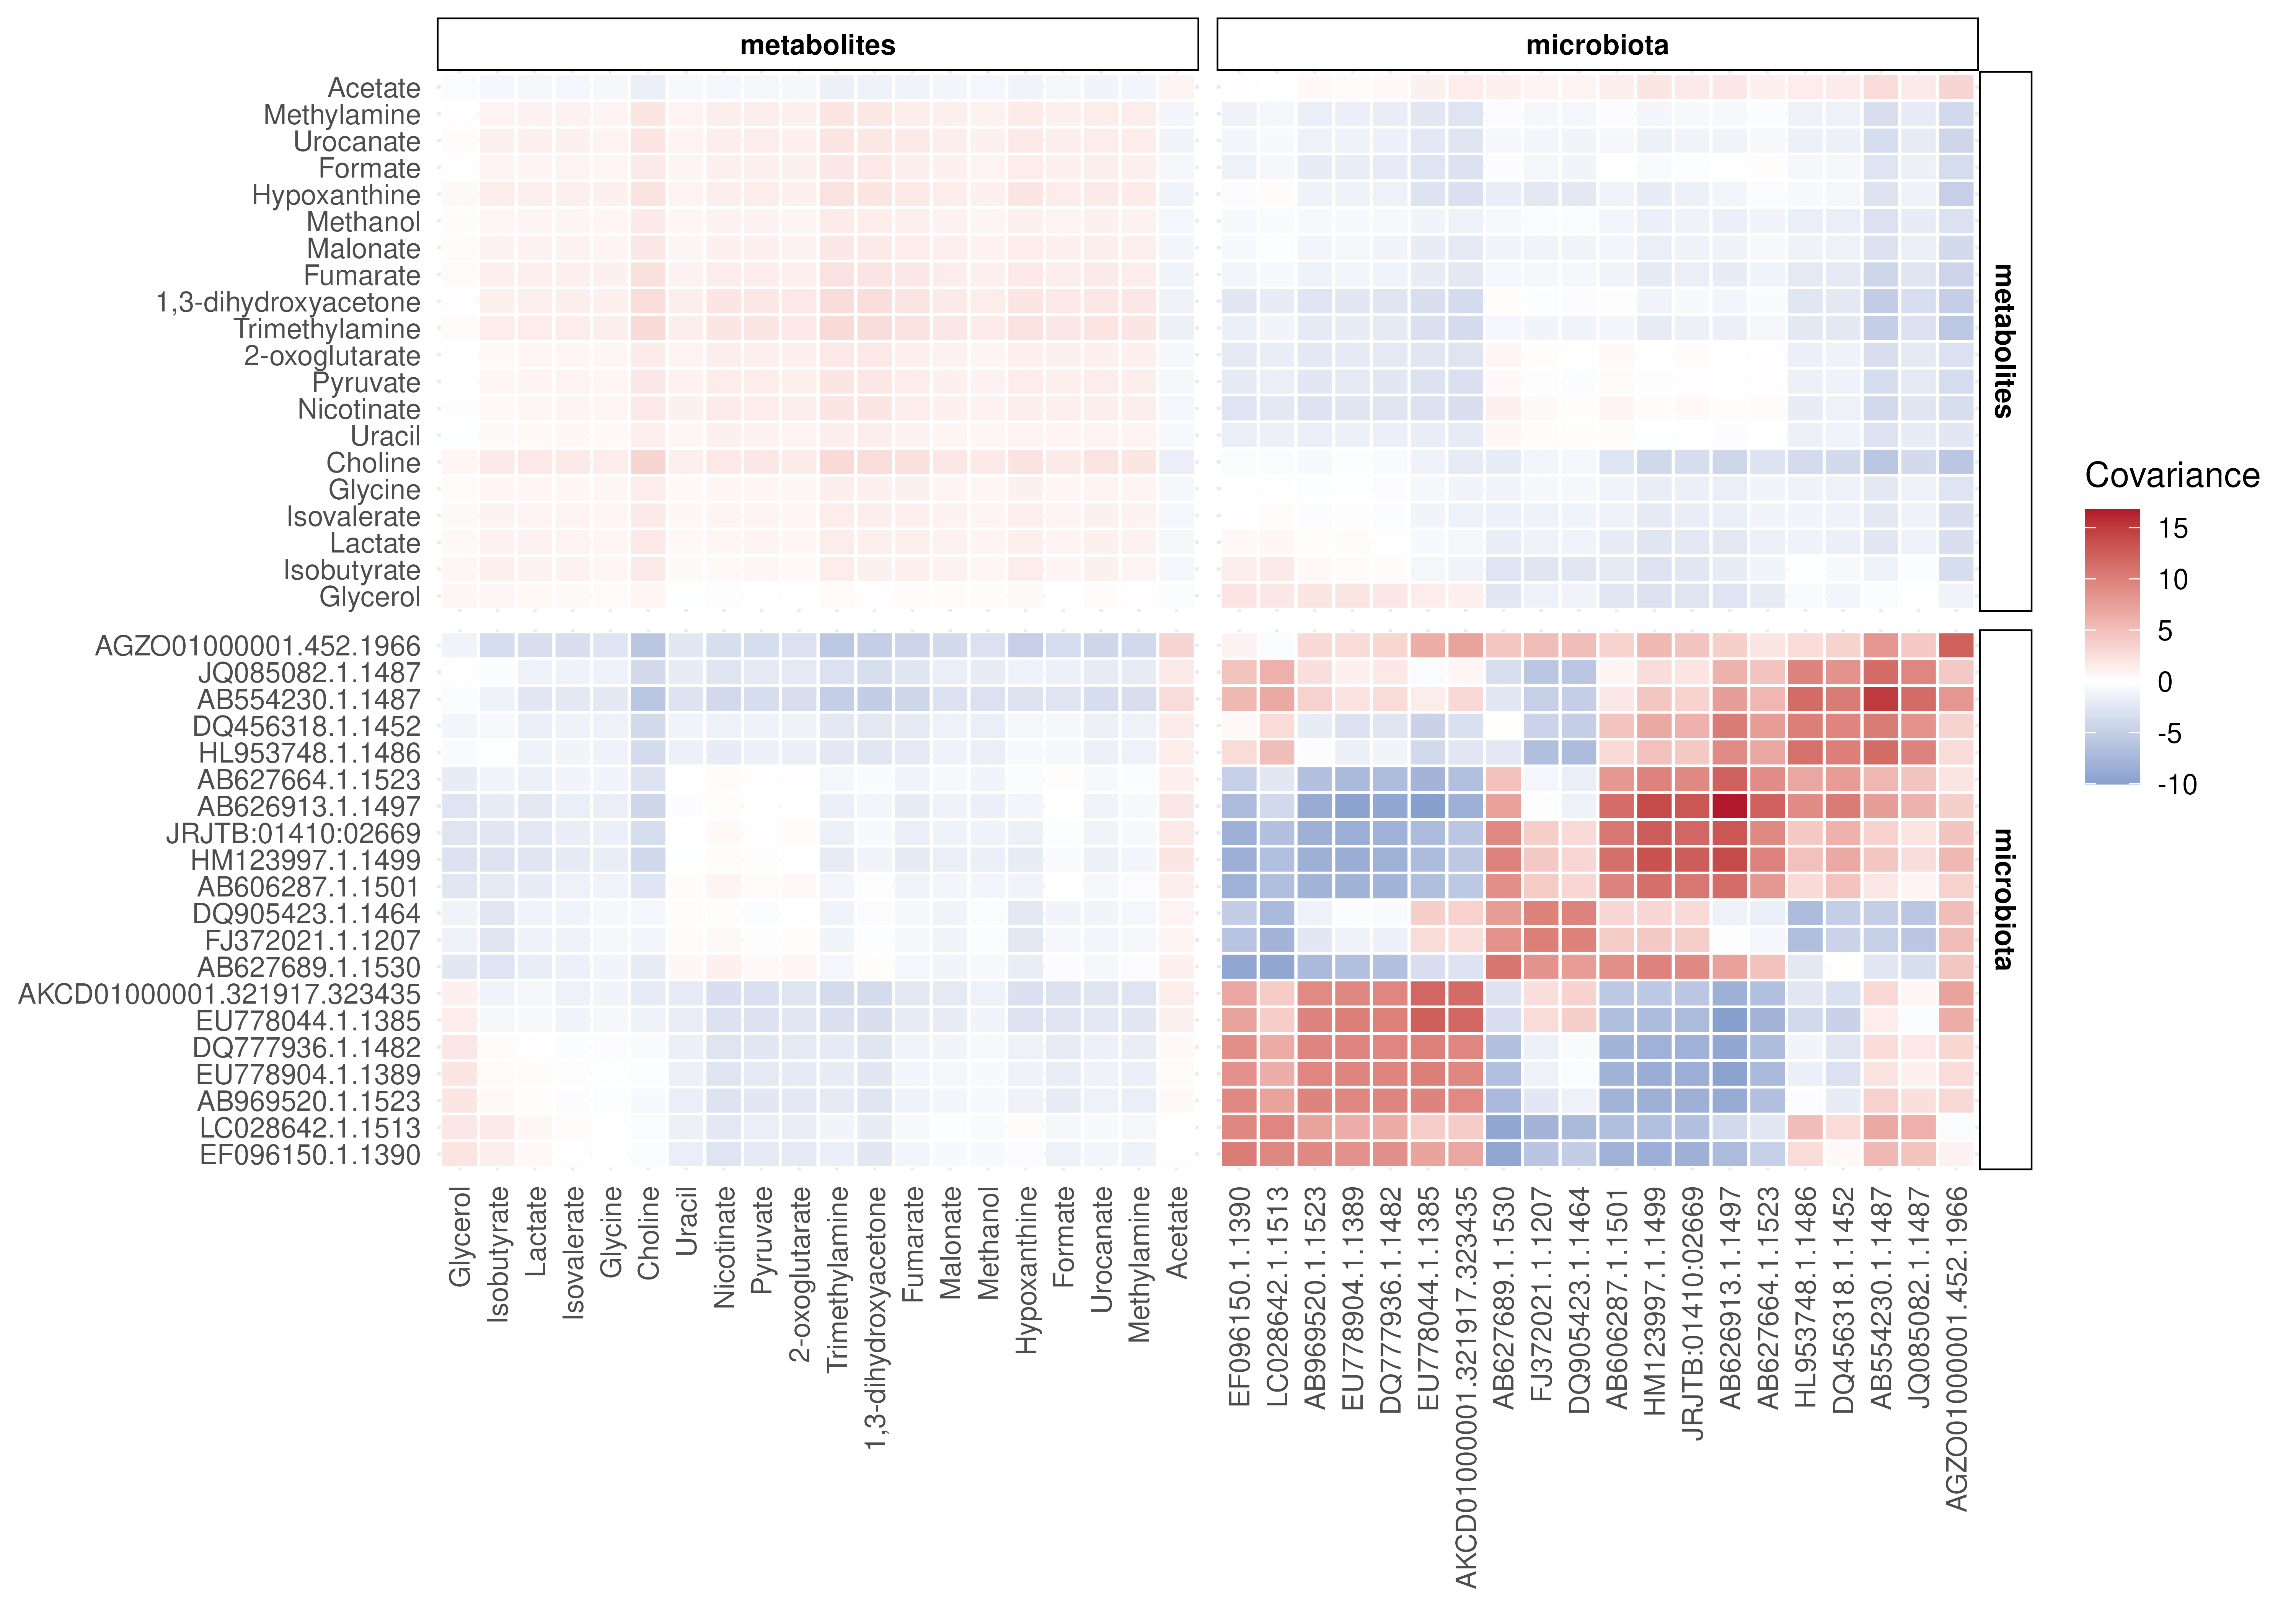 metabolites
microbiota
Acetate
Methylamine
Urocanate
Formate
Hypoxanthine
Methanol
Malonate
Fumarate
1,3-dihydroxyacetone
Trimethylamine
2-oxoglutarate
Pyruvate
Nicotinate
Uracil
Choline
Glycine
Isovalerate
Lactate
Isobutyrate
Glycerol
metabolites
AGZO01000001.452.1966
JQ085082.1.1487
AB554230.1.1487
DQ456318.1.1452
HL953748.1.1486
AB627664.1.1523
AB626913.1.1497
JRJTB:01410:02669
HM123997.1.1499
AB606287.1.1501
DQ905423.1.1464
FJ372021.1.1207
AB627689.1.1530
AKCD01000001.321917.323435
EU778044.1.1385
DQ777936.1.1482
EU778904.1.1389
AB969520.1.1523
LC028642.1.1513
EF096150.1.1390
microbiota
Glycerol
Isobutyrate
Lactate
Isovalerate
Glycine
Choline
Uracil
Nicotinate
Pyruvate
2-oxoglutarate
Trimethylamine
1,3-dihydroxyacetone
Fumarate
Malonate
Methanol
Hypoxanthine
Formate
Urocanate
Methylamine
Acetate
EF096150.1.1390
LC028642.1.1513
AB969520.1.1523
EU778904.1.1389
DQ777936.1.1482
EU778044.1.1385
AKCD01000001.321917.323435
AB627689.1.1530
FJ372021.1.1207
DQ905423.1.1464
AB606287.1.1501
HM123997.1.1499
JRJTB:01410:02669
AB626913.1.1497
AB627664.1.1523
HL953748.1.1486
DQ456318.1.1452
AB554230.1.1487
JQ085082.1.1487
AGZO01000001.452.1966
Covariance
15
10
5
0
-5
-10